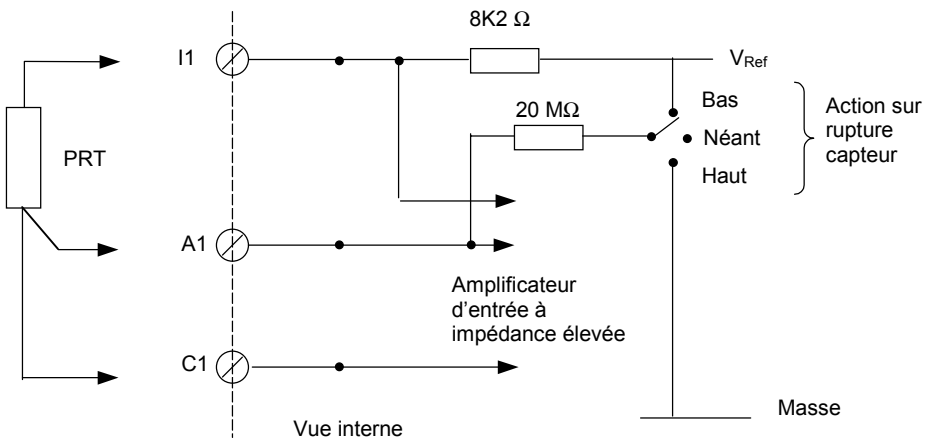 8K2 Ω
I1
V_Ref
Bas
20 MΩ
Action sur
rupture
capteur
Néant
PRT
Haut
A1
Amplificateur
d'entrée à
impédance élevée
C1
Masse
Vue interne